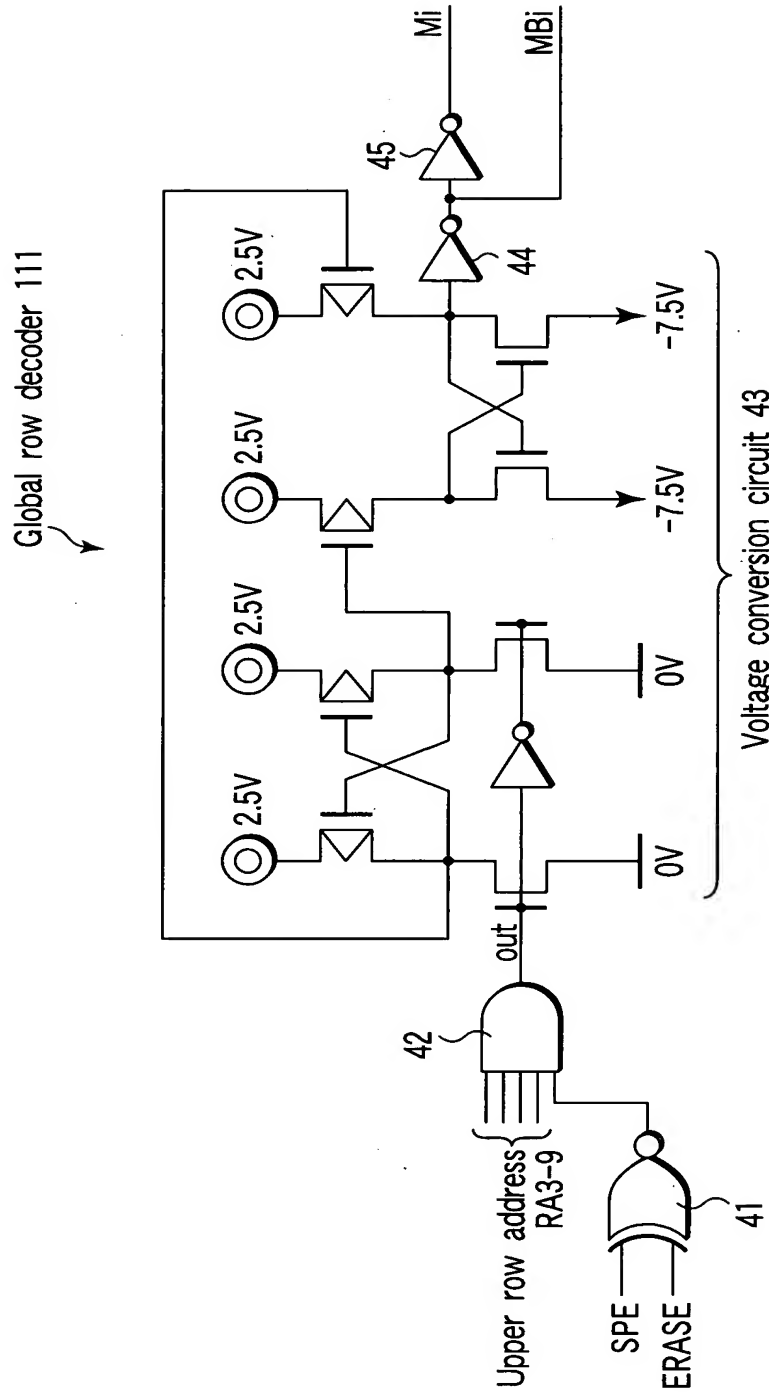 Global row decoder 111
2.5V
2.5V
2.5V
2.5V
Upper row address
RA3-9
SPE
ERASE
41
42
out
0V
0V
-7.5V
-7.5V
44
45
Mi
MBi
Voltage conversion circuit 43